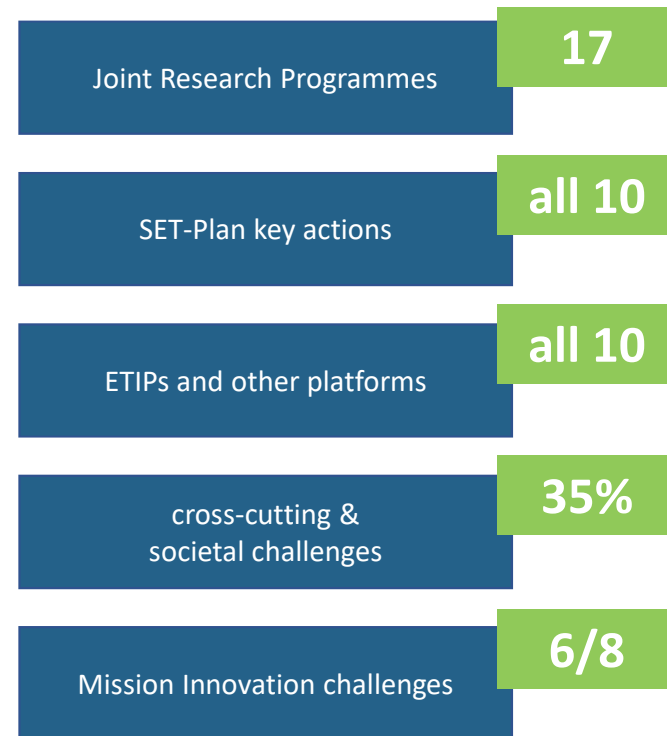 17
Joint Research Programmes
all 10
SET-Plan key actions
all 10
ETIPs and other platforms
35%
cross-cutting &
societal challenges
6/8
Mission Innovation challenges